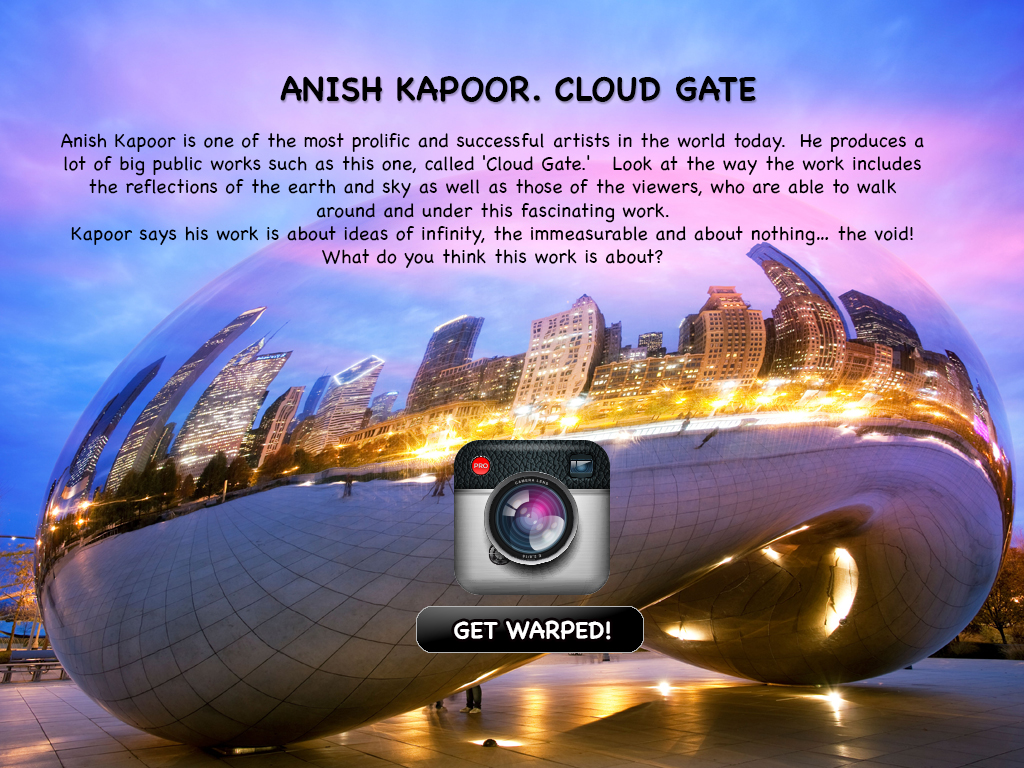 ANISH KAPOOR. CLOUD GATE
Anish Kapoor is one of the most prolific and successful artists in the world today.  He produces a
lot of big public works such as this one, called 'Cloud Gate.'   Look at the way the work includes
the reflections of the earth and sky as well as those of the viewers, who are able to walk
around and under this fascinating work.
Kapoor says his work is about ideas of infinity, the immeasurable and about nothing... the void!
What do you think this work is about?
PRO
CAMERA LENS
GET WARPED!